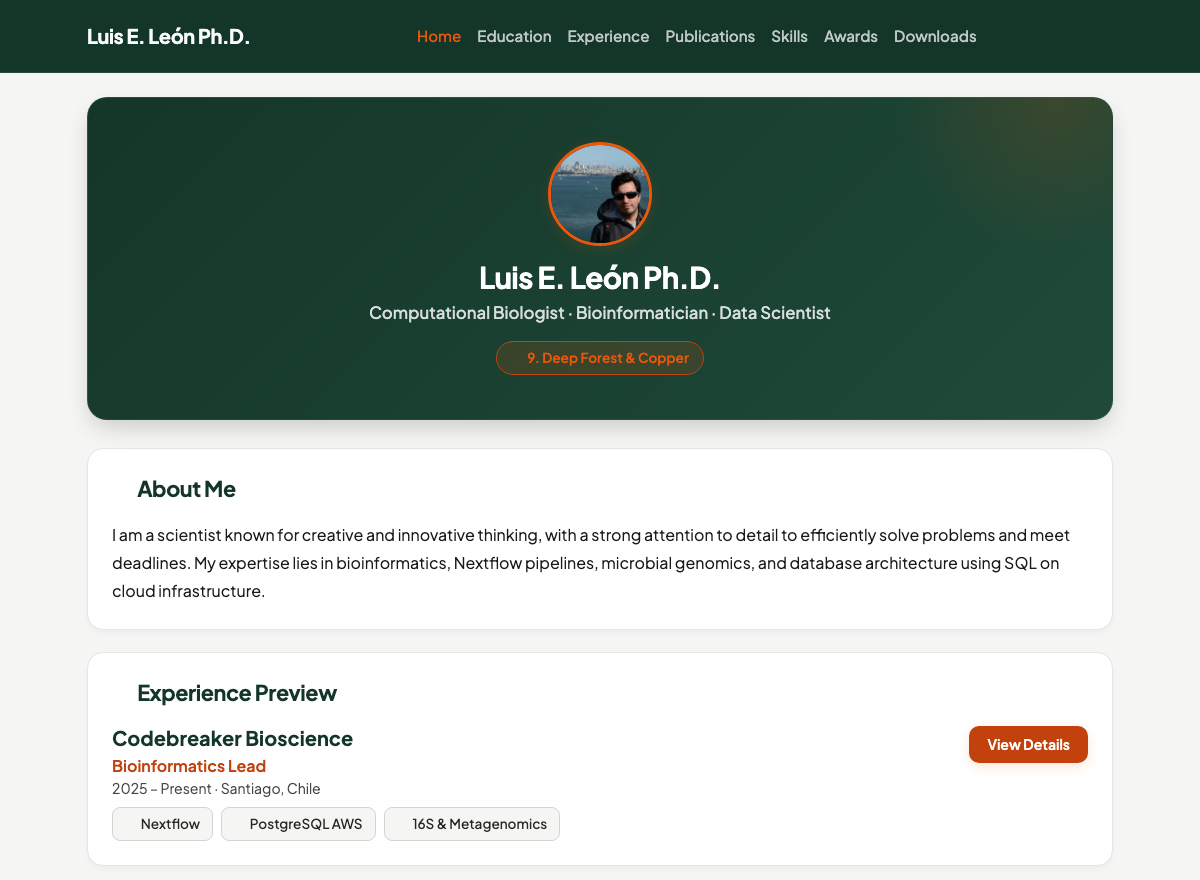 Luis E. León Ph.D.
Home Education Experience Publications Skills Awards Downloads
Luis E. León Ph.D.
Computational Biologist · Bioinformatician · Data Scientist
9. Deep Forest & Copper
About Me
I am a scientist known for creative and innovative thinking, with a strong attention to detail to efficiently solve problems and meet
deadlines. My expertise lies in bioinformatics, Nextflow pipelines, microbial genomics, and database architecture using SQL on
cloud infrastructure.
Experience Preview
Codebreaker Bioscience
View Details
Bioinformatics Lead
2025 – Present · Santiago, Chile
Nextflow PostgreSQL AWS 16S & Metagenomics